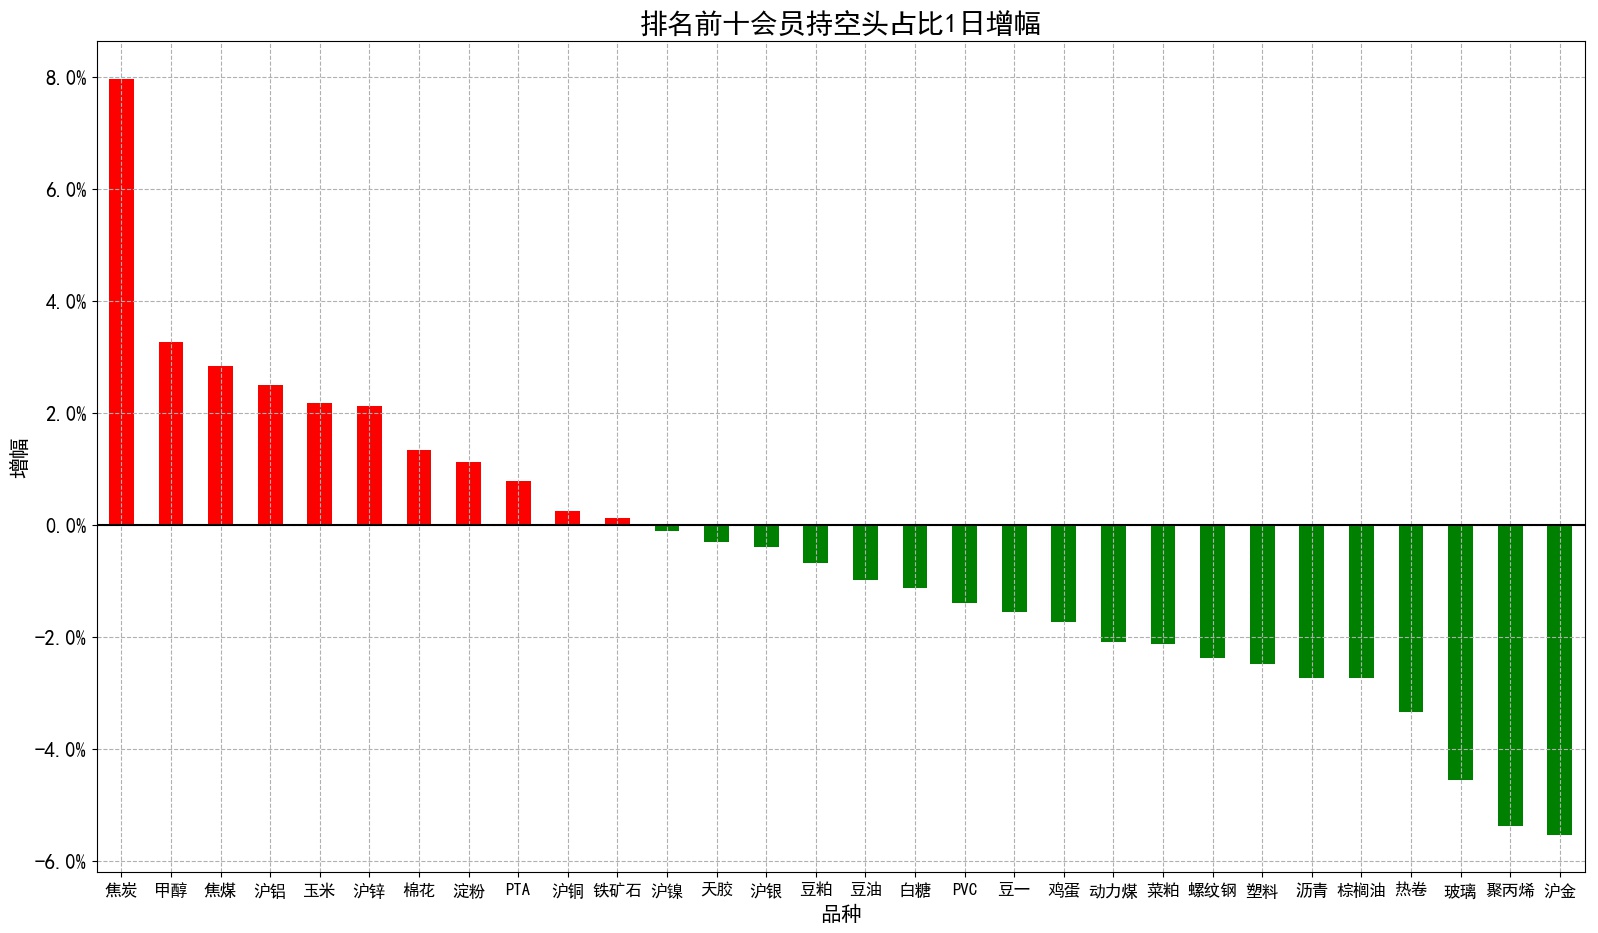 排名前十会员持空头占比1日增幅
8.0%
6.0%
4.0%
2.0%
0.0%
-2.0%
-4.0%
-6.0%
增幅
焦炭 甲醇 焦煤 沪铝 玉米 沪锌 棉花 淀粉 PTA 沪铜 铁矿石 沪镍 天胶 沪银 豆粕 豆油 白糖 PVC 豆一 鸡蛋 动力煤 菜粕 螺纹钢 塑料 沥青 棕榈油 热卷 玻璃 聚丙烯 沪金
品种